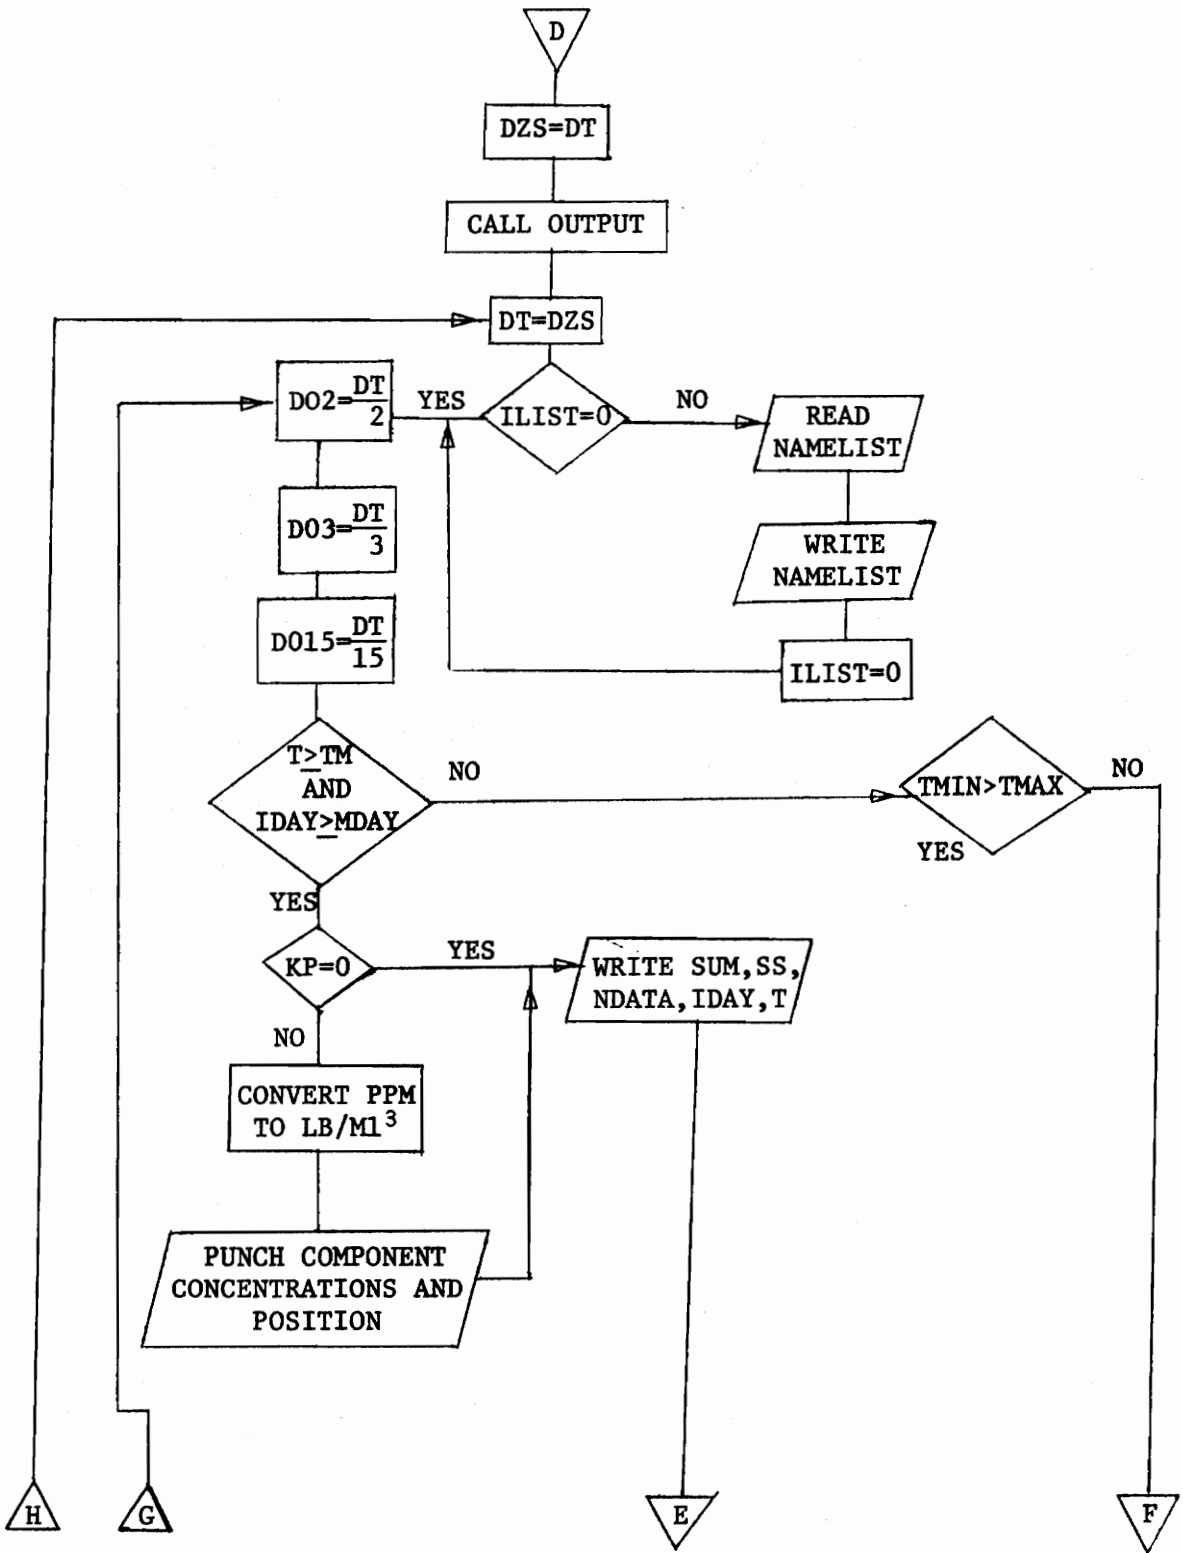 D
DZS=DT
CALL OUTPUT
DT=DZS
DO2=DT/2
YES
ILIST=0
NO
READ
NAMELIST
DO3=DT/3
WRITE
NAMELIST
DO15=DT/15
ILIST=0
T≥TM
AND
IDAY≥MDAY
NO
TMIN>TMAX
NO
YES
YES
KP=0
YES
WRITE SUM,SS,
NDATA,IDAY,T
NO
CONVERT PPM
TO LB/M1³
PUNCH COMPONENT
CONCENTRATIONS AND
POSITION
H
G
E
F